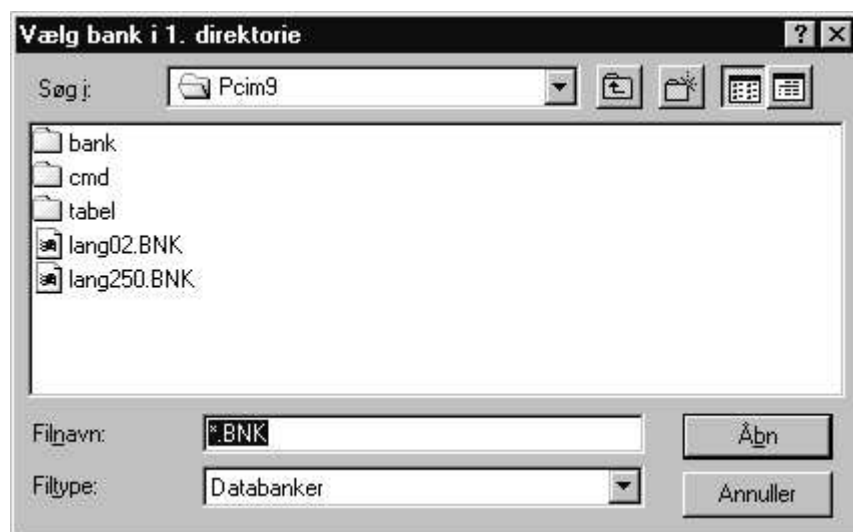 Vælg bank i 1. direktorie
Søg i: Pcim9
bank
cmd
tabel
lang02.BNK
lang250.BNK
Filnavn: *.BNK Åbn
Filtype: Databanker Annuller